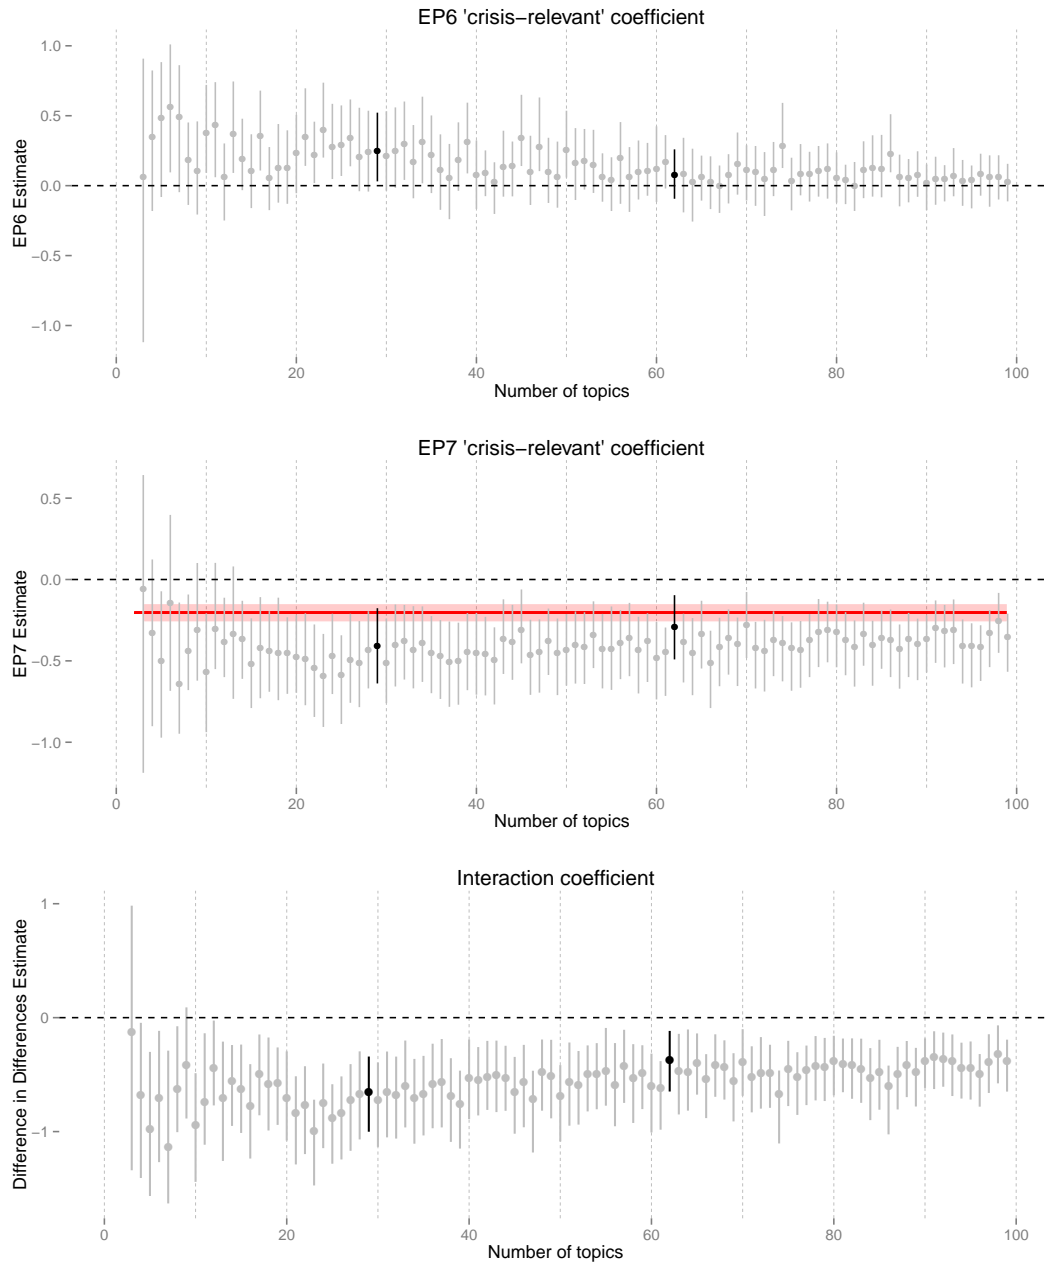 EP6 'crisis−relevant' coefficient
EP6 Estimate
1.0
0.5
0.0
−0.5
−1.0
0 20 40 60 80 100
Number of topics
EP7 'crisis−relevant' coefficient
EP7 Estimate
0.5
0.0
−0.5
−1.0
0 20 40 60 80 100
Number of topics
Interaction coefficient
Difference in Differences Estimate
1
0
−1
0 20 40 60 80 100
Number of topics